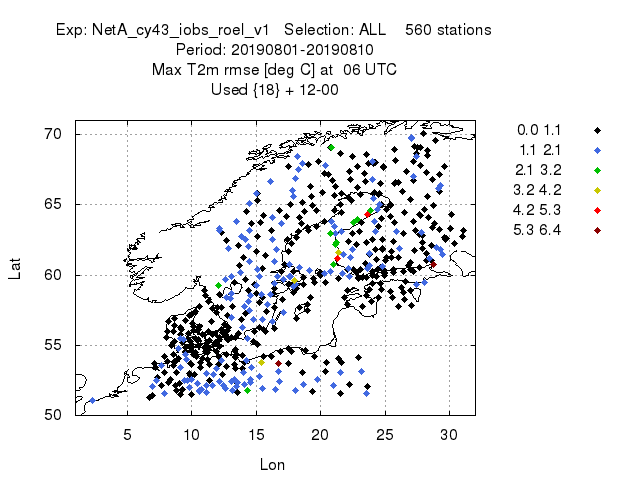 Exp: NetA_cy43_iobs_roel_v1 Selection: ALL 560 stations
Period: 20190801-20190810
Max T2m rmse [deg C] at 06 UTC
Used {18} + 12-00
70
65
60
55
50
Lat
5 10 15 20 25 30
Lon
0.0 1.1
1.1 2.1
2.1 3.2
3.2 4.2
4.2 5.3
5.3 6.4